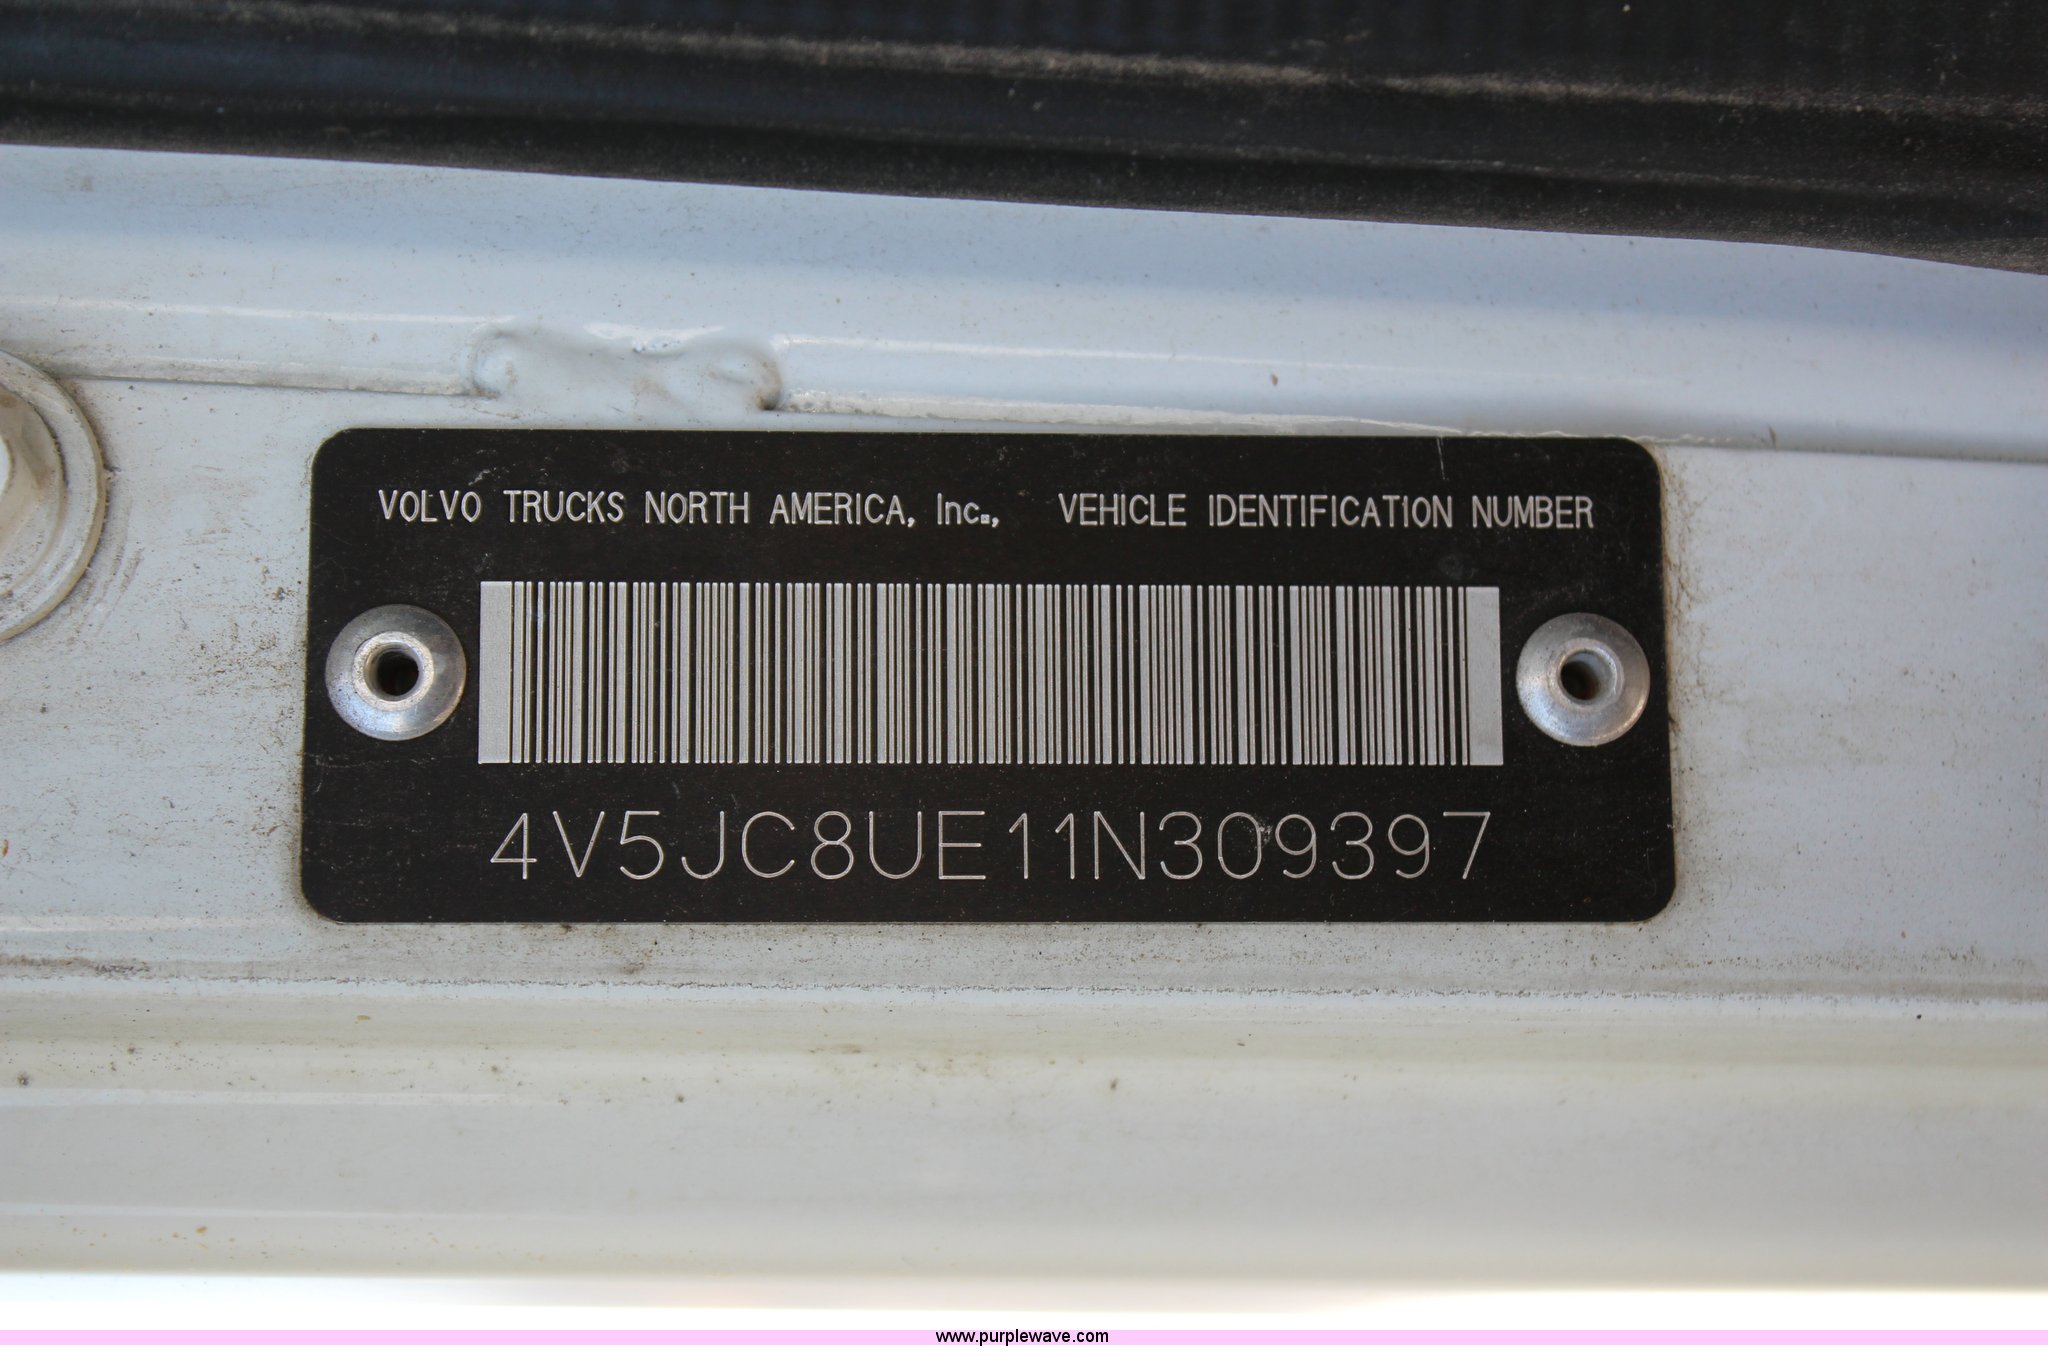 VOLVO TRUCKS NORTH AMERICA, Inc., VEHICLE IDENTIFICATION NUMBER
4V5JC8UE11N309397
www.purplewave.com